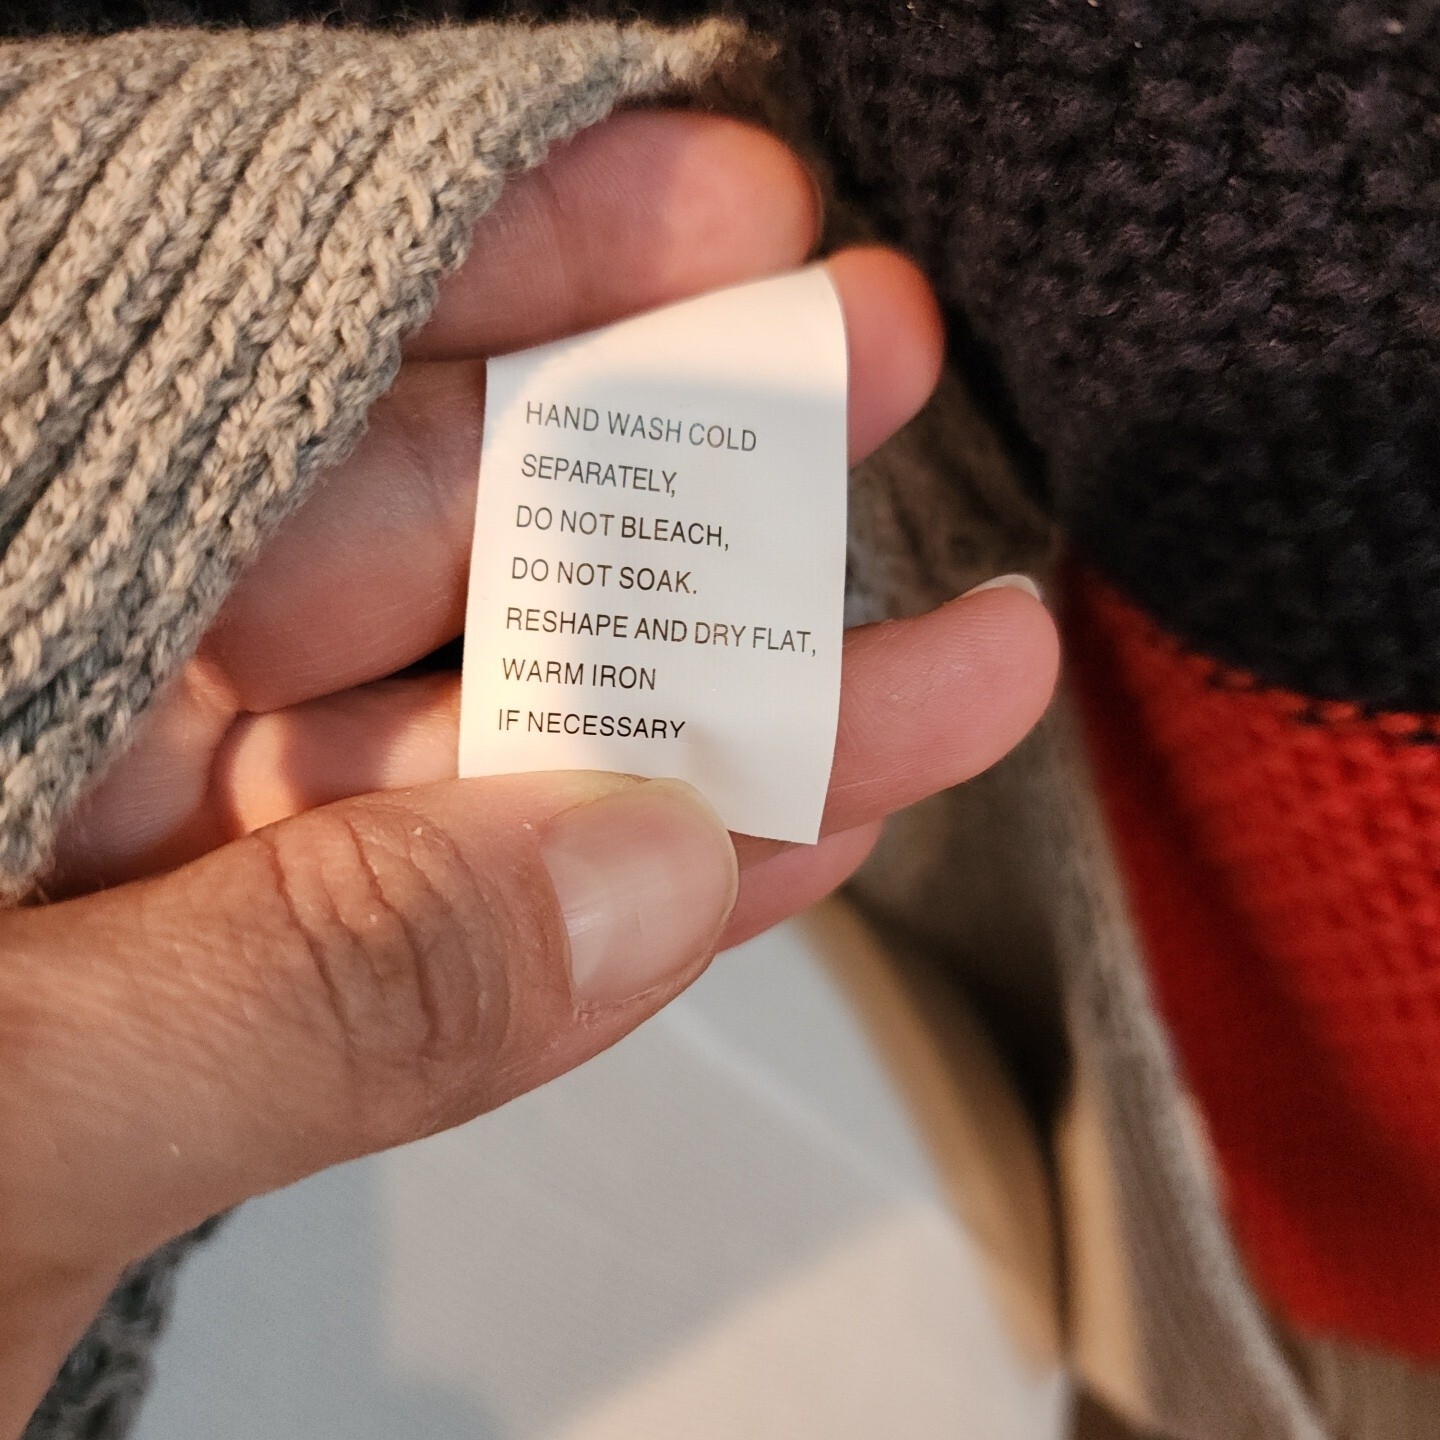 HAND WASH COLD
SEPARATELY,
DO NOT BLEACH,
DO NOT SOAK.
RESHAPE AND DRY FLAT,
WARM IRON
IF NECESSARY